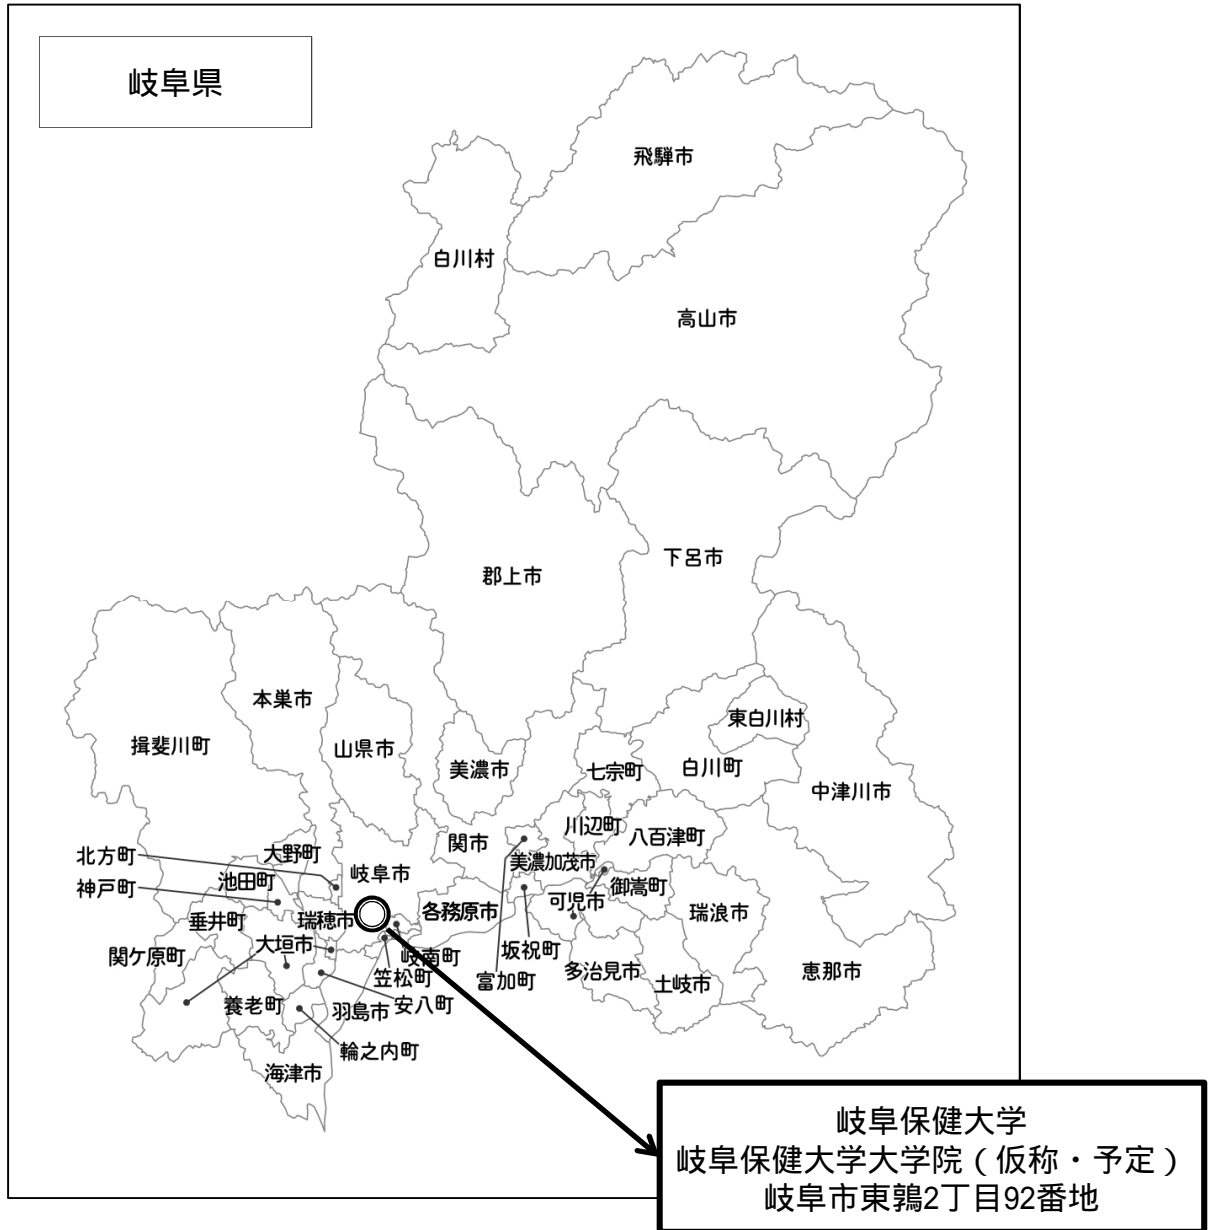 岐阜県
飛騨市
白川村
高山市
下呂市
郡上市
本巣市
東白川村
揖斐川町
山県市
美濃市
七宗町
白川町
中津川市
川辺町
八百津町
関市
北方町
大野町
美濃加茂市
岐阜市
神戸町
池田町
御嵩町
可児市
各務原市
瑞浪市
垂井町
瑞穂市
大垣市
坂祝町
関ケ原町
岐南町
多治見市
恵那市
笠松町
富加町
土岐市
養老町
羽島市
安八町
輪之内町
海津市
岐阜保健大学
岐阜保健大学大学院（仮称・予定）
岐阜市東鶉2丁目92番地